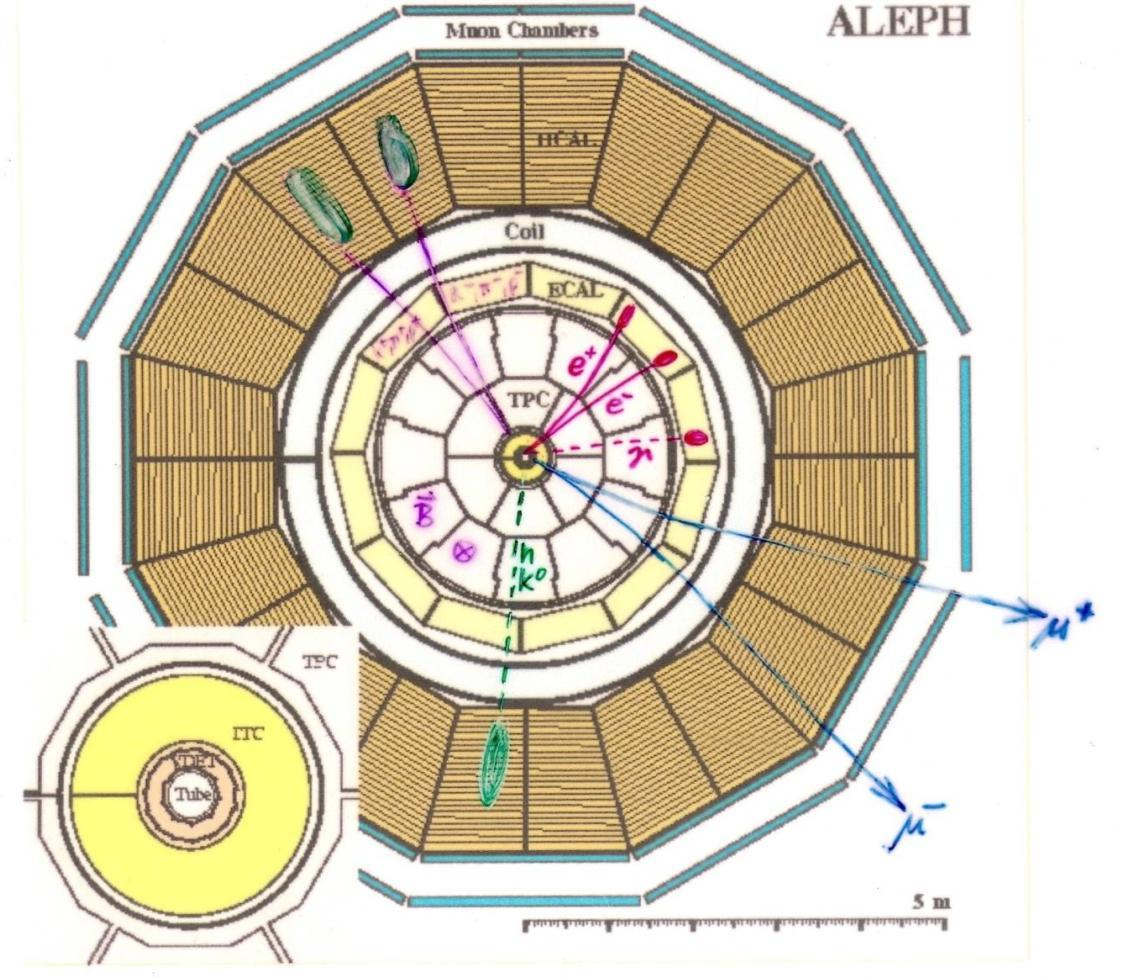 ALEPH
Muon Chambers
HCAL
Coil
ECAL
e+
e-
TPC
γ
B⃗
⊗
n
K⁰
μ+
μ-
TPC
ITC
VDET
Tube
5 m